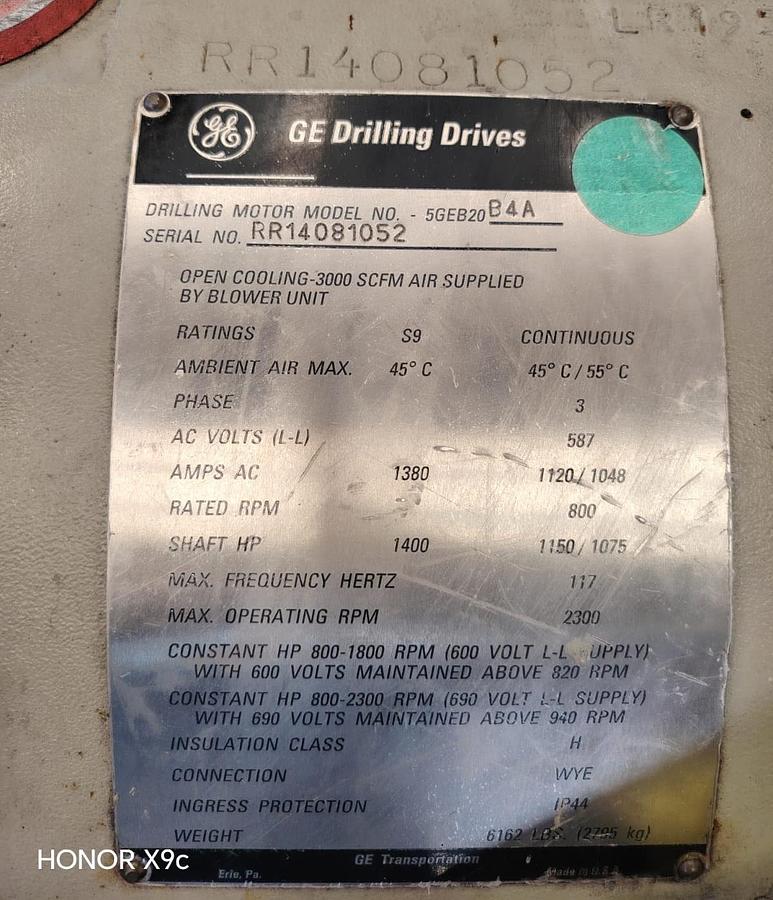 LR195
RR14081052
GE
GE Drilling Drives
DRILLING MOTOR MODEL NO. - 5GEB20 B4A
SERIAL NO. RR14081052
OPEN COOLING-3000 SCFM AIR SUPPLIED
BY BLOWER UNIT
RATINGS S9 CONTINUOUS
AMBIENT AIR MAX. 45° C 45° C / 55° C
PHASE 3
AC VOLTS (L-L) 587
AMPS AC 1380 1120 / 1048
RATED RPM 800
SHAFT HP 1400 1150 / 1075
MAX. FREQUENCY HERTZ 117
MAX. OPERATING RPM 2300
CONSTANT HP 800-1800 RPM (600 VOLT L-L SUPPLY)
WITH 600 VOLTS MAINTAINED ABOVE 820 RPM
CONSTANT HP 800-2300 RPM (690 VOLT L-L SUPPLY)
WITH 690 VOLTS MAINTAINED ABOVE 940 RPM
INSULATION CLASS H
CONNECTION WYE
INGRESS PROTECTION IP44
WEIGHT 6162 LBS. (2795 kg)
GE Transportation
Erie, Pa. Made in U.S.A.
HONOR X9c